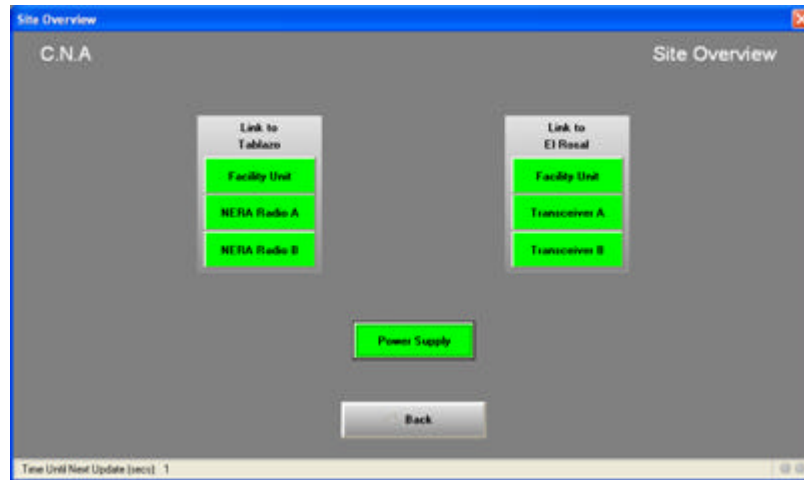 Site Overview
C.N.A
Site Overview
Link to
Tablazo
Facility Unit
NERA Radio A
NERA Radio B
Link to
El Rosal
Facility Unit
Transceiver A
Transceiver B
Power Supply
Back
Time Until Next Update (secs) 1